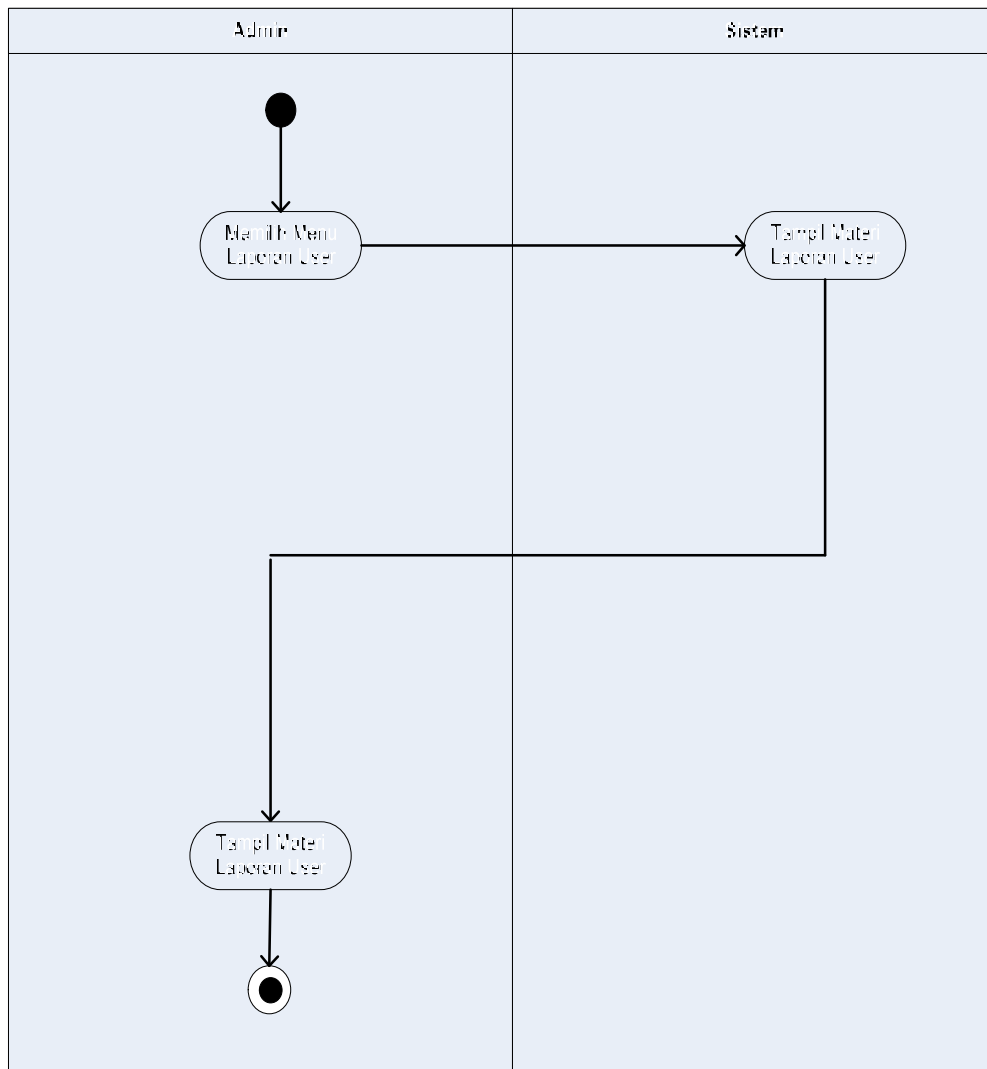 Admin
Sistem
Memilih Menu
Laporan User
Tampil Materi
Laporan User
Tampil Materi
Laporan User